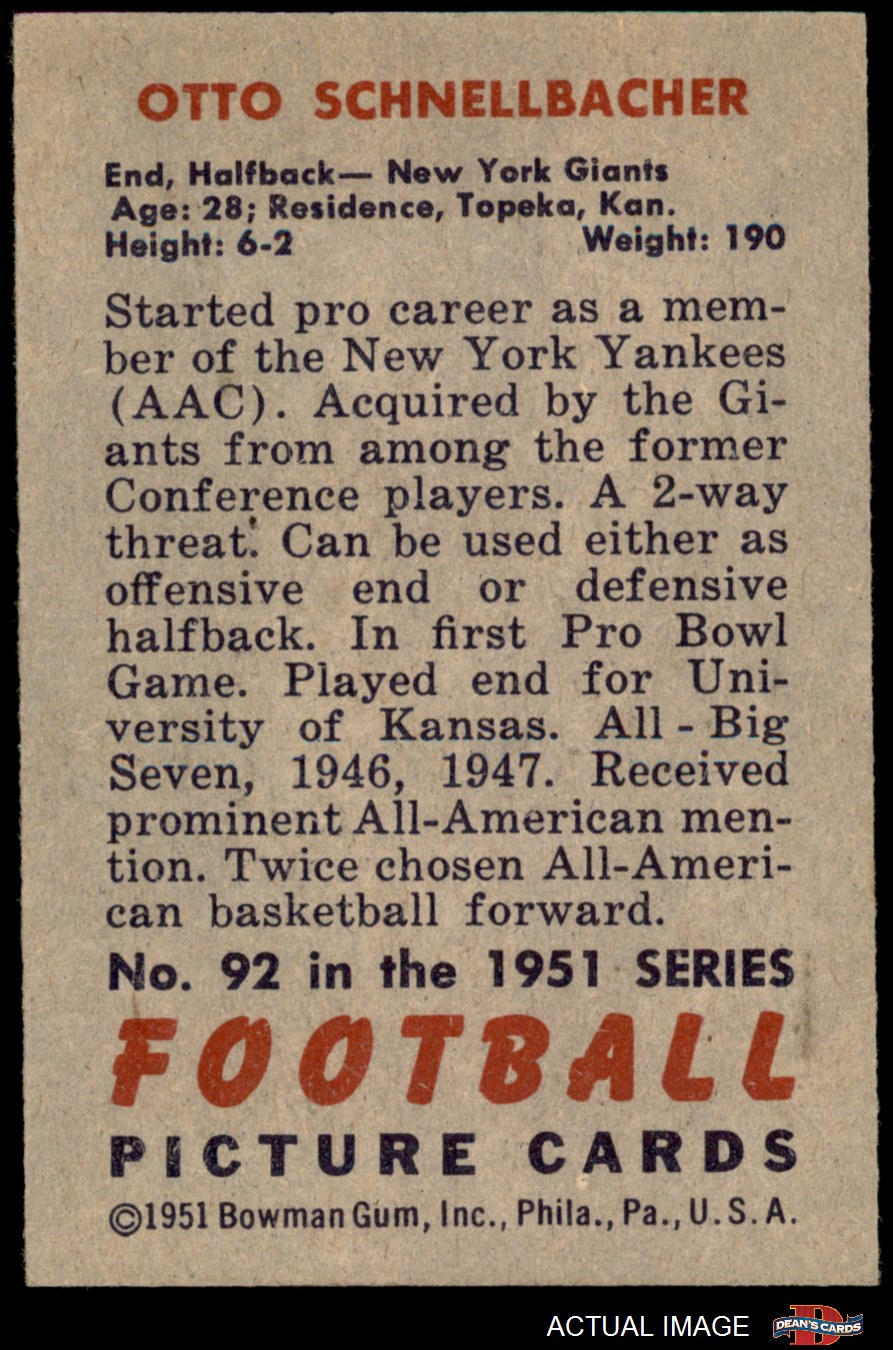 OTTO SCHNELLBACHER
End, Halfback— New York Giants
Age: 28; Residence, Topeka, Kan.
Height: 6-2 Weight: 190
Started pro career as a mem-
ber of the New York Yankees
(AAC). Acquired by the Gi-
ants from among the former
Conference players. A 2-way
threat. Can be used either as
offensive end or defensive
halfback. In first Pro Bowl
Game. Played end for Uni-
versity of Kansas. All - Big
Seven, 1946, 1947. Received
prominent All-American men-
tion. Twice chosen All-Ameri-
can basketball forward.
No. 92 in the 1951 SERIES
FOOTBALL
PICTURE CARDS
©1951 Bowman Gum, Inc., Phila., Pa., U.S.A.
ACTUAL IMAGE
D
DEAN'S CARDS